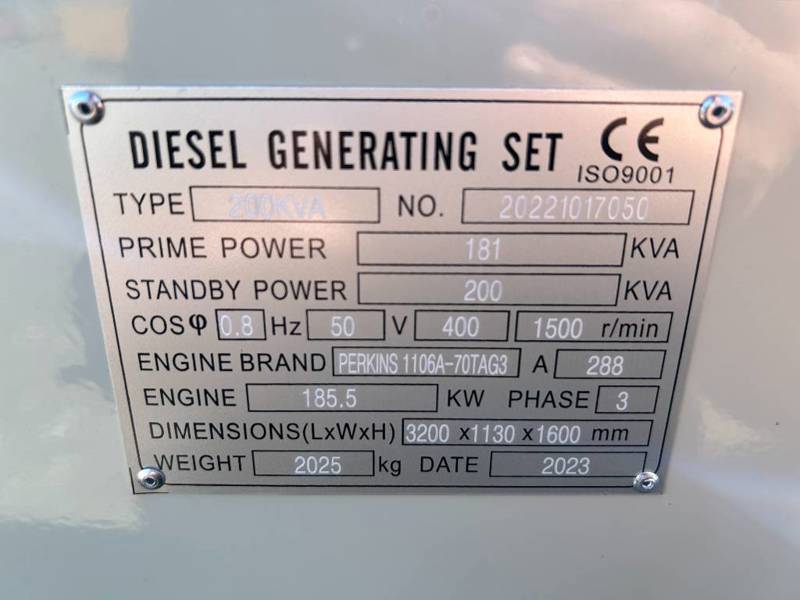 DIESEL GENERATING SET CE
ISO9001
TYPE 200KVA NO. 20221017050
PRIME POWER 181 KVA
STANDBY POWER 200 KVA
COSφ 0.8 Hz 50 V 400 1500 r/min
ENGINE BRAND PERKINS 1106A-70TAG3 A 288
ENGINE 185.5 KW PHASE 3
DIMENSIONS(LxWxH) 3200 x1130 x1600 mm
WEIGHT 2025 kg DATE 2023